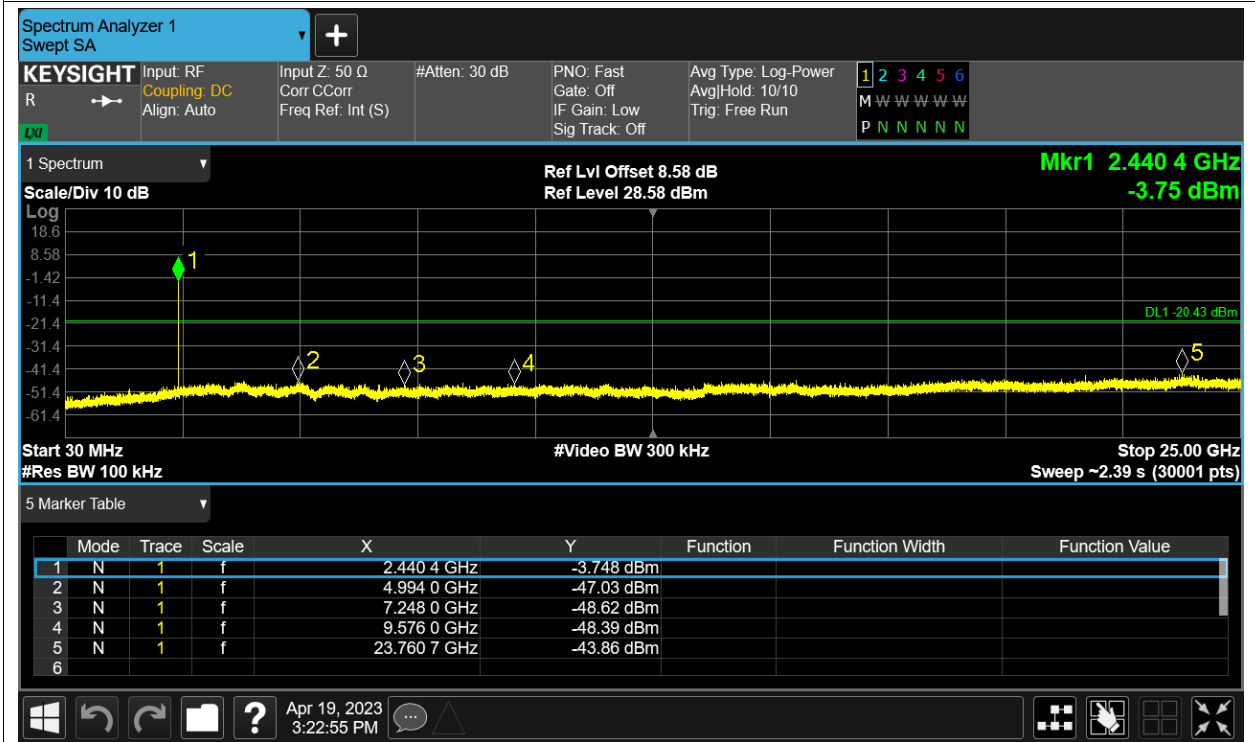 Spectrum Analyzer 1
Swept SA
KEYSIGHT Input: RF Input Z: 50 Ω #Atten: 30 dB PNO: Fast Avg Type: Log-Power 1 2 3 4 5 6
R Coupling: DC Corr CCorr Gate: Off Avg|Hold: 10/10 M W W W W W
Align: Auto Freq Ref: Int (S) IF Gain: Low Trig: Free Run
LXI Sig Track: Off P N N N N N
1 Spectrum Ref Lvl Offset 8.58 dB Mkr1 2.440 4 GHz
Scale/Div 10 dB Ref Level 28.58 dBm -3.75 dBm
Log
18.6
8.58 1
-1.42
-11.4
DL1 -20.43 dBm
-21.4
-31.4
2 3 4 5
-41.4
-51.4
-61.4
Start 30 MHz #Video BW 300 kHz Stop 25.00 GHz
#Res BW 100 kHz Sweep ~2.39 s (30001 pts)
5 Marker Table
Mode Trace Scale X Y Function Function Width Function Value
1 N 1 f 2.440 4 GHz -3.748 dBm
2 N 1 f 4.994 0 GHz -47.03 dBm
3 N 1 f 7.248 0 GHz -48.62 dBm
4 N 1 f 9.576 0 GHz -48.39 dBm
5 N 1 f 23.760 7 GHz -43.86 dBm
6
? Apr 19, 2023
3:22:55 PM